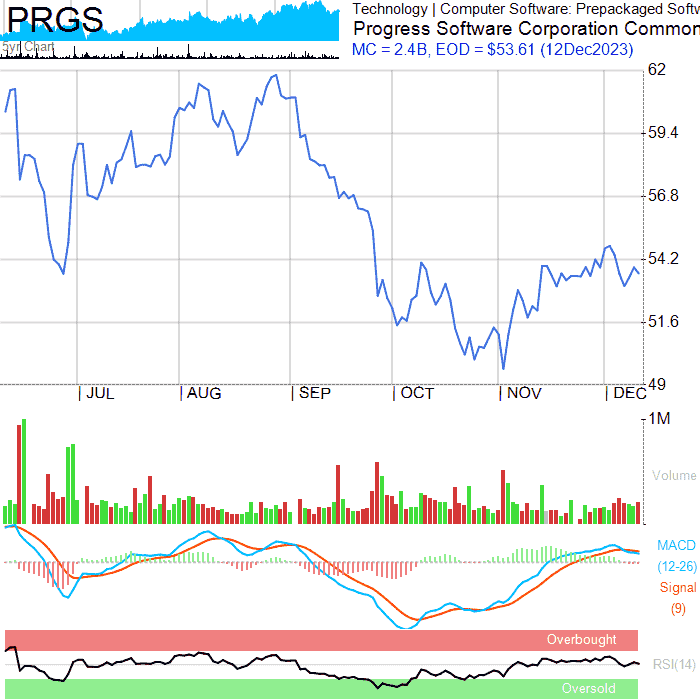 PRGS
Technology | Computer Software: Prepackaged Softw
Progress Software Corporation Common
5yr Chart
MC = 2.4B, EOD = $53.61 (12Dec2023)
62
59.4
56.8
54.2
51.6
49
| JUL | AUG | SEP | OCT | NOV | DEC
1M
Volume
MACD
(12-26)
Signal
(9)
Overbought
RSI(14)
Oversold